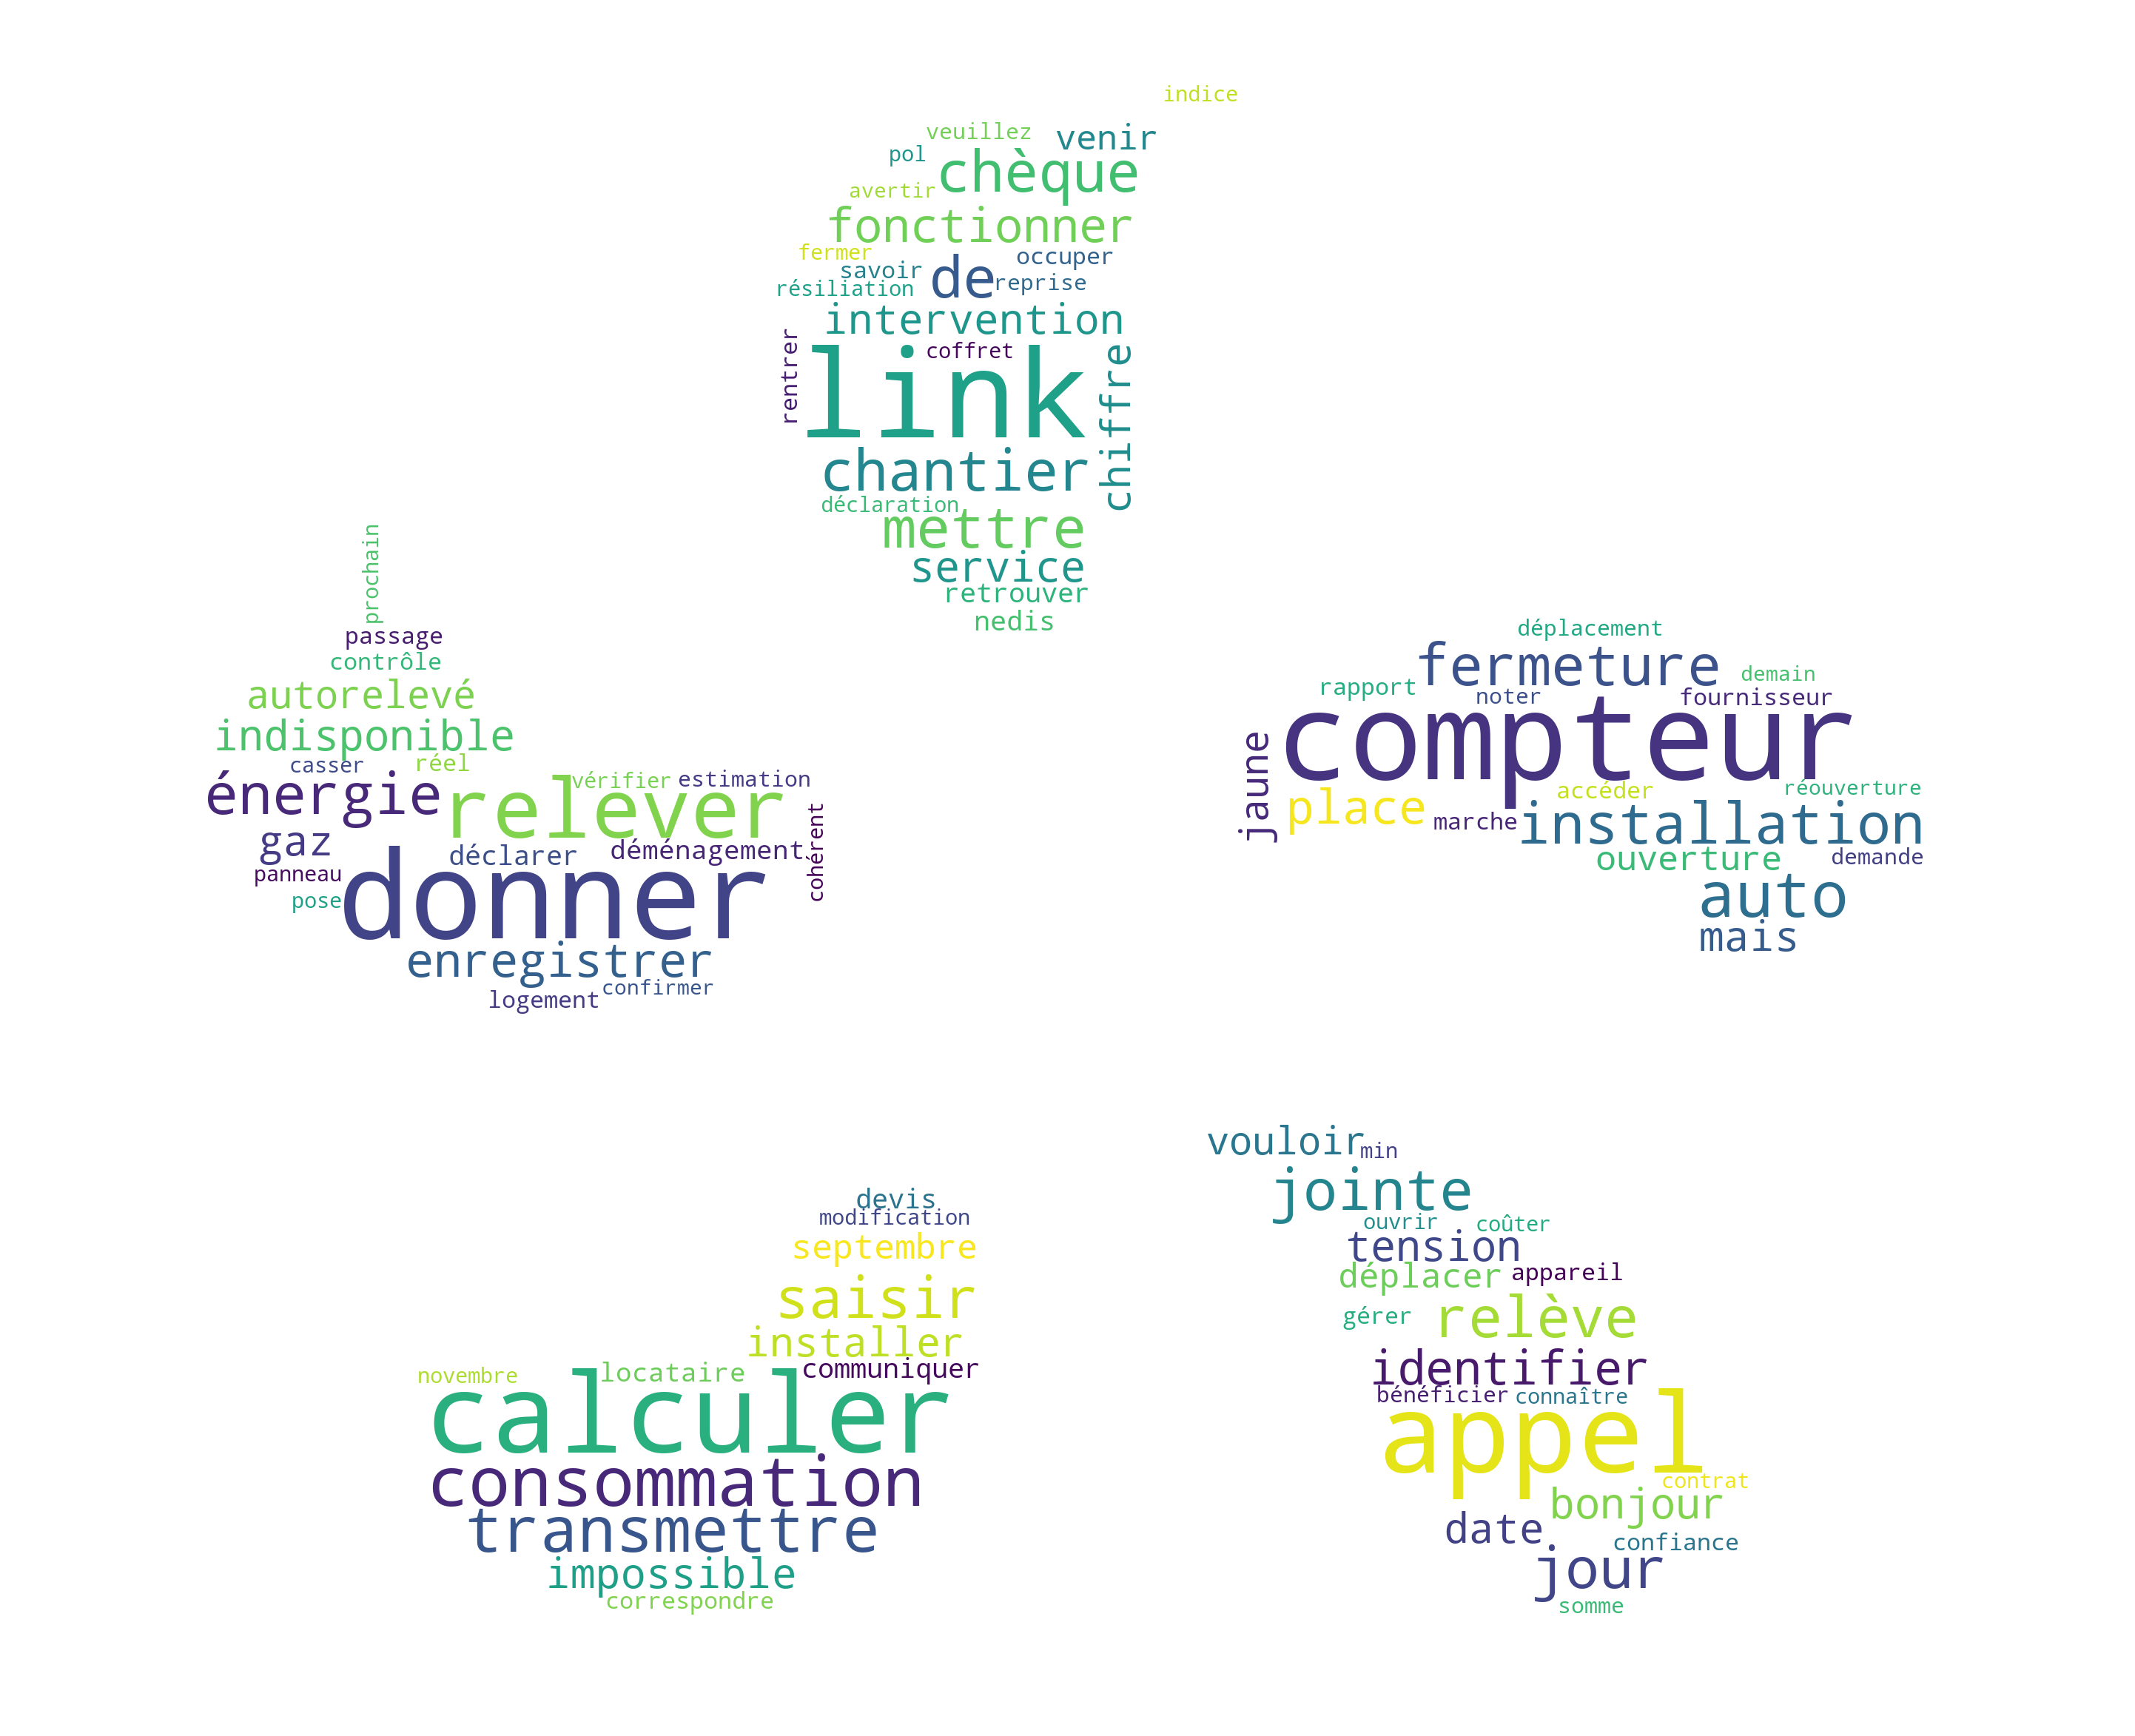 indice
veuillez
venir
pol
chèque
avertir
fonctionner
fermer
occuper
savoir
de
reprise
résiliation
intervention
rentrer
coffret
link
chiffre
chantier
déclaration
mettre
service
retrouver
nedis
prochain
passage
contrôle
autorelevé
indisponible
casser
réel
énergie
relever
vérifier
estimation
gaz
déclarer
déménagement
cohérent
panneau
donner
pose
enregistrer
logement
confirmer
déplacement
fermeture
demain
rapport
noter
fournisseur
compteur
jaune
place
accéder
réouverture
marche
installation
ouverture
demande
auto
mais
devis
modification
septembre
saisir
installer
communiquer
novembre
locataire
calculer
consommation
transmettre
impossible
correspondre
vouloir
min
jointe
ouvrir
coûter
tension
déplacer
appareil
gérer
relève
identifier
bénéficier
connaître
appel
contrat
bonjour
date
confiance
jour
somme